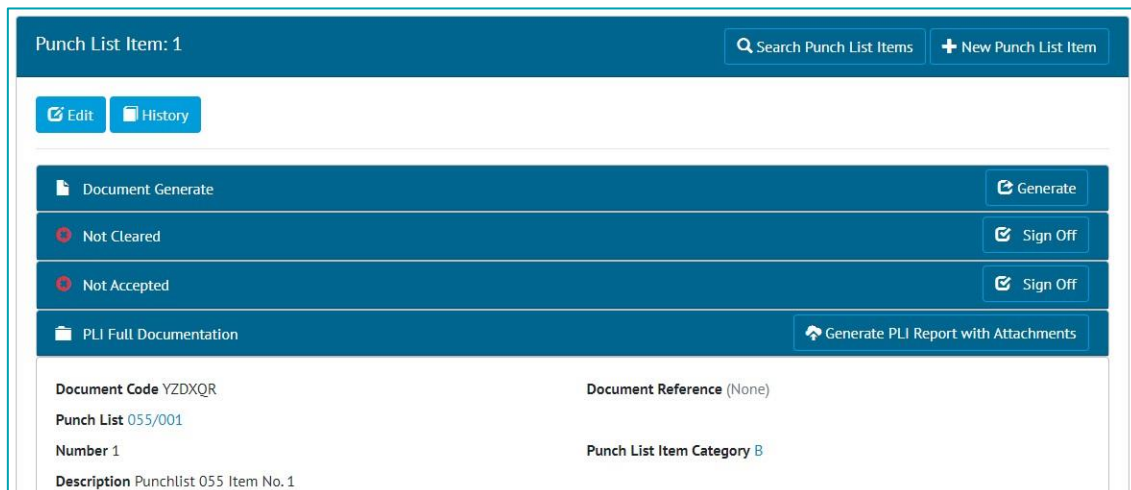 Punch List Item: 1 Search Punch List Items New Punch List Item
Edit History
Document Generate Generate
Not Cleared Sign Off
Not Accepted Sign Off
PLI Full Documentation Generate PLI Report with Attachments
Document Code YZDXQR Document Reference (None)
Punch List 055/001
Number 1 Punch List Item Category B
Description Punchlist 055 Item No. 1